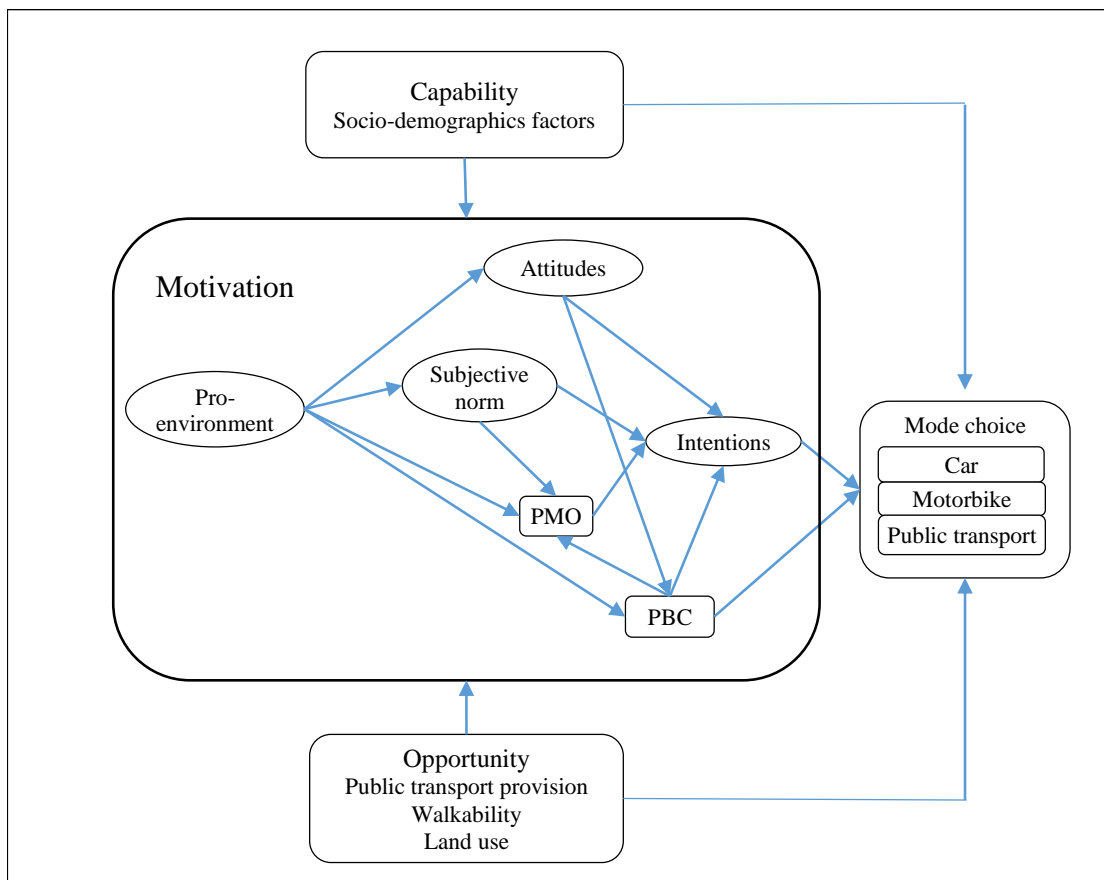 Capability
Socio-demographics factors
Motivation
Attitudes
Subjective
norm
Pro-
environment
Intentions
PMO
PBC
Mode choice
Car
Motorbike
Public transport
Opportunity
Public transport provision
Walkability
Land use